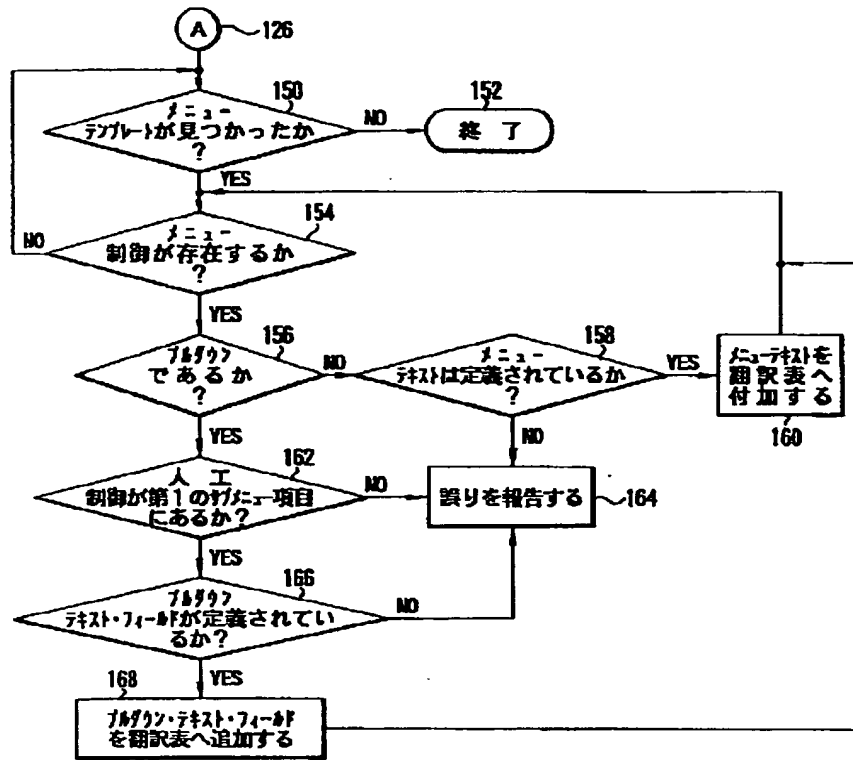 A
126
メニュー
テンプレートが見つかったか
?
150
NO
152
終了
YES
メニュー
制御が存在するか
?
154
NO
YES
プルダウン
であるか
?
156
NO
メニュー
テキストは定義されているか
?
158
YES
メニューテキストを
翻訳表へ
付加する
160
YES
NO
人工
制御が第1のサブメニュー項目
にあるか?
162
NO
誤りを報告する
164
YES
プルダウン
テキスト・フィールドが定義されてい
るか?
166
NO
YES
168
プルダウン・テキスト・フィールド
を翻訳表へ追加する